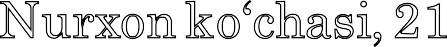 Nurxon ko‘chasi, 21